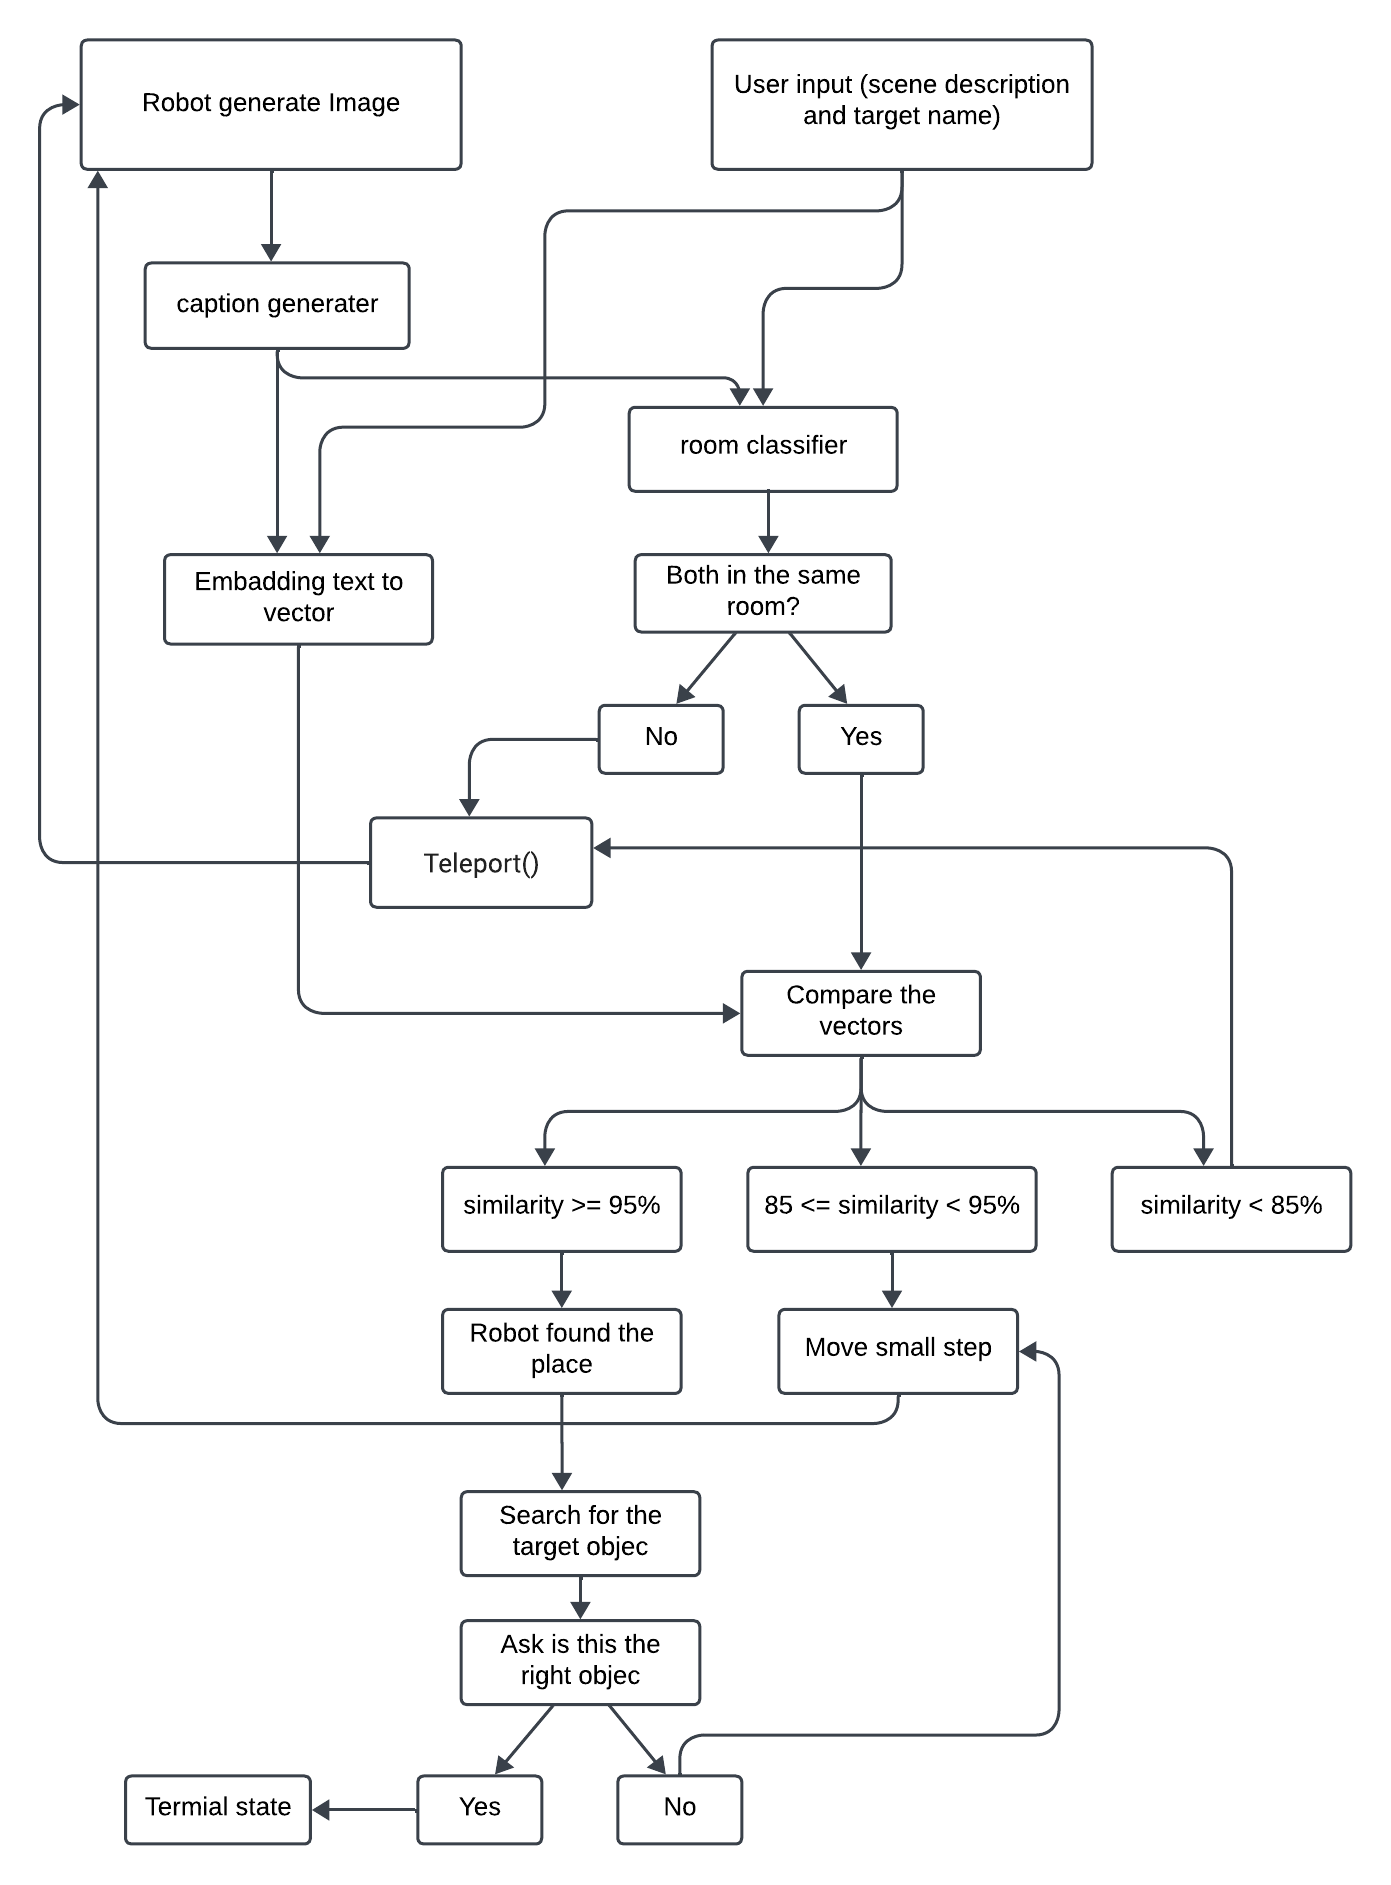 Robot generate Image
User input (scene description
and target name)
caption generater
room classifier
Embadding text to
vector
Both in the same
room?
No
Yes
Teleport()
Compare the
vectors
similarity >= 95%
85 <= similarity < 95%
similarity < 85%
Robot found the
place
Move small step
Search for the
target objec
Ask is this the
right objec
Termial state
Yes
No